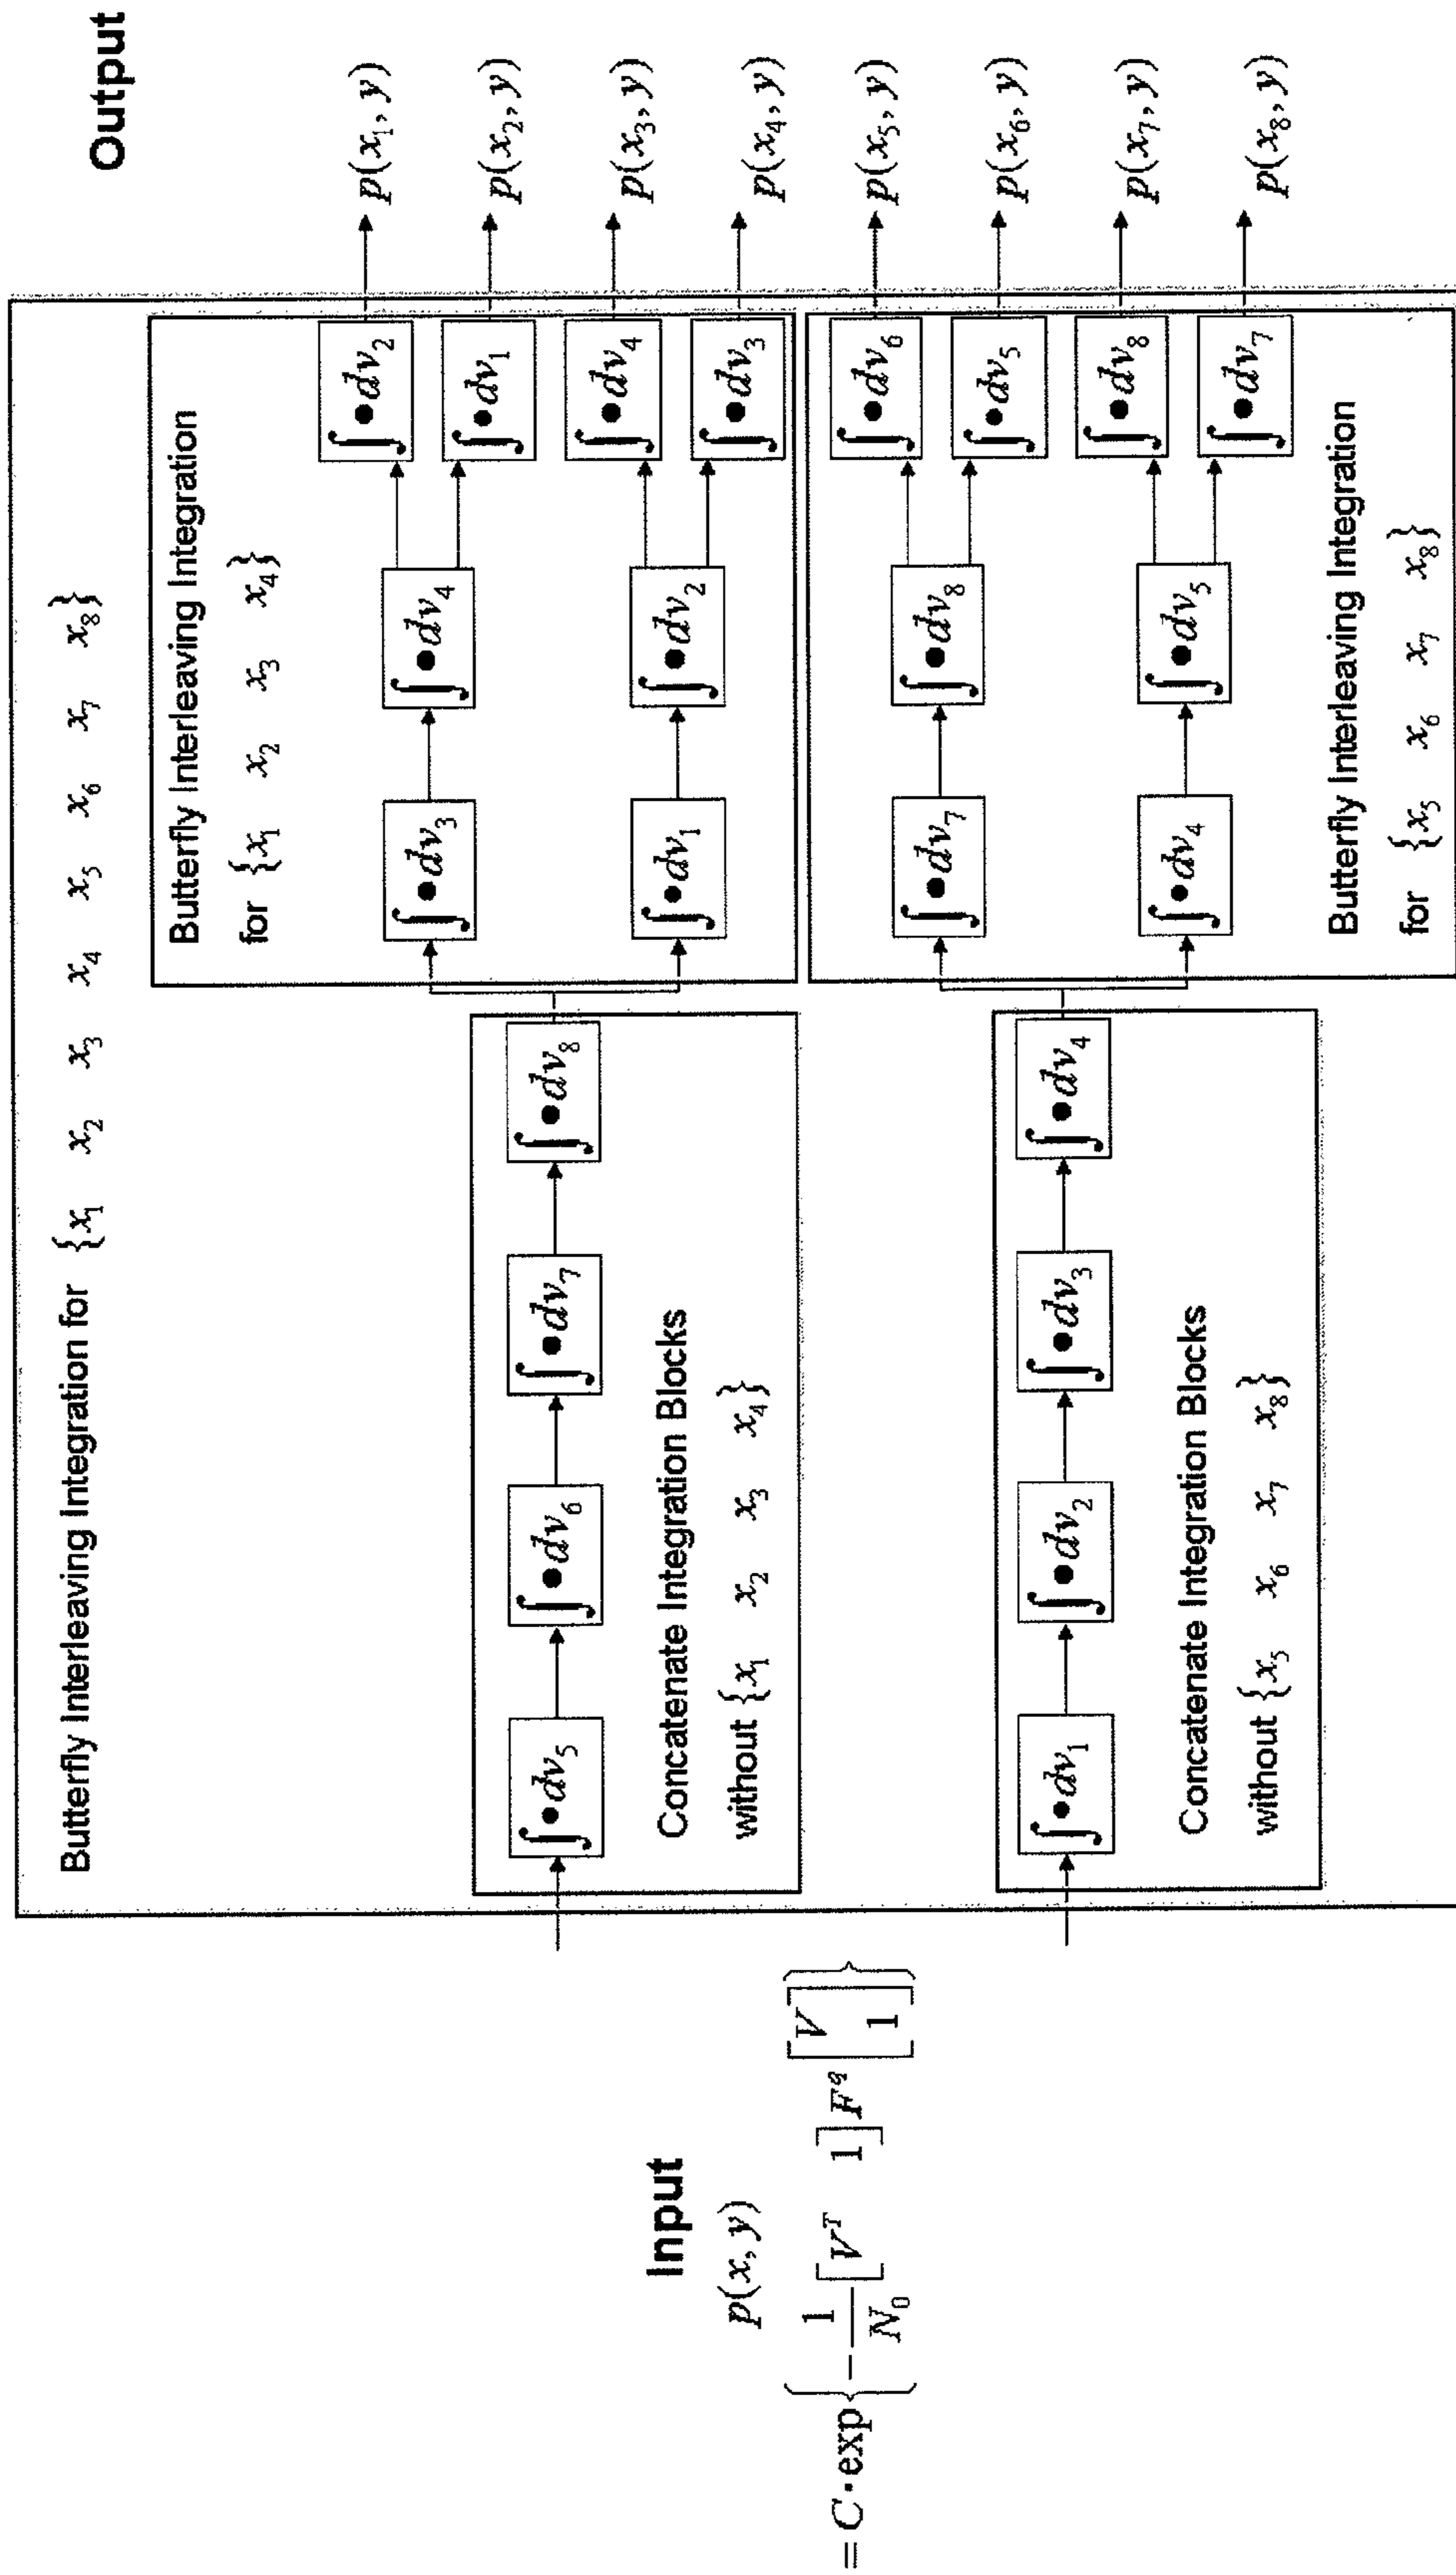 Input
p(x, y)
= C · exp { − 1/N₀ [Vᵀ 1] F^q [V 1] }
Butterfly Interleaving Integration for {x₁ x₂ x₃ x₄ x₅ x₆ x₇ x₈}
∫•dv₅ ∫•dv₆ ∫•dv₇ ∫•dv₈
Concatenate Integration Blocks
without {x₁ x₂ x₃ x₄}
∫•dv₁ ∫•dv₂ ∫•dv₃ ∫•dv₄
Concatenate Integration Blocks
without {x₅ x₆ x₇ x₈}
Butterfly Interleaving Integration
for {x₁ x₂ x₃ x₄}
∫•dv₃ ∫•dv₄ ∫•dv₂
∫•dv₁
∫•dv₁ ∫•dv₂ ∫•dv₄
∫•dv₃
∫•dv₇ ∫•dv₈ ∫•dv₆
∫•dv₅
∫•dv₄ ∫•dv₅ ∫•dv₈
∫•dv₇
Butterfly Interleaving Integration
for {x₅ x₆ x₇ x₈}
Output
p(x₁, y)
p(x₂, y)
p(x₃, y)
p(x₄, y)
p(x₅, y)
p(x₆, y)
p(x₇, y)
p(x₈, y)